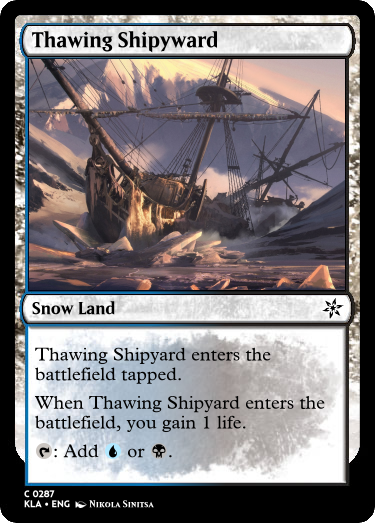 Thawing Shipyward
Snow Land
Thawing Shipyard enters the
battlefield tapped.
When Thawing Shipyard enters the
battlefield, you gain 1 life.
: Add or .
C 0287
KLA • ENG Nikola Sinitsa